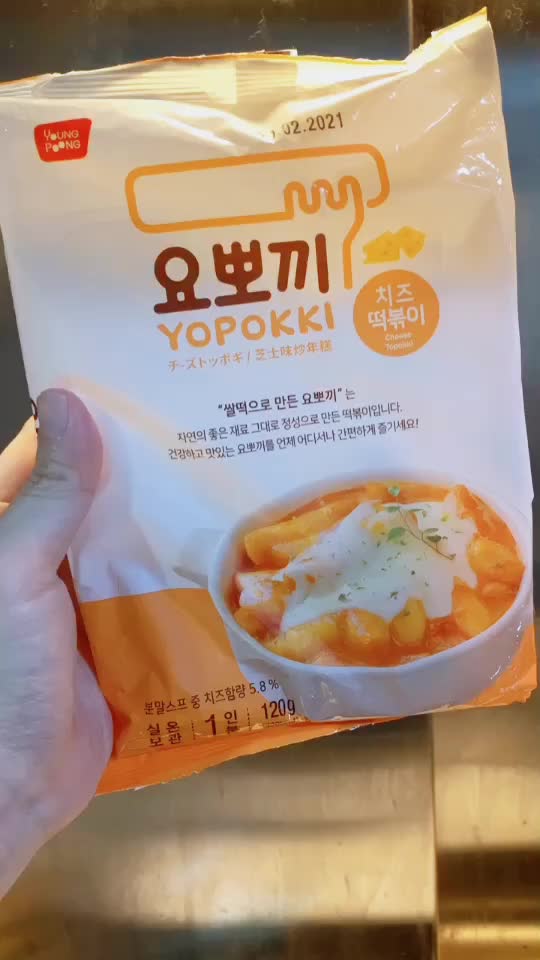 YOUNG
POONG
.02.2021
요뽀끼
YOPOKKI
치즈
떡볶이
Cheese
Topokki
チーズトッポギ / 芝士味炒年糕
"쌀떡으로 만든 요뽀끼" 는
자연의 좋은 재료 그대로 정성으로 만든 떡볶이입니다.
건강하고 맛있는 요뽀끼를 언제 어디서나 간편하게 즐기세요!
분말스프 중 치즈함량 5.8 %
실온
보관
1인분
120g